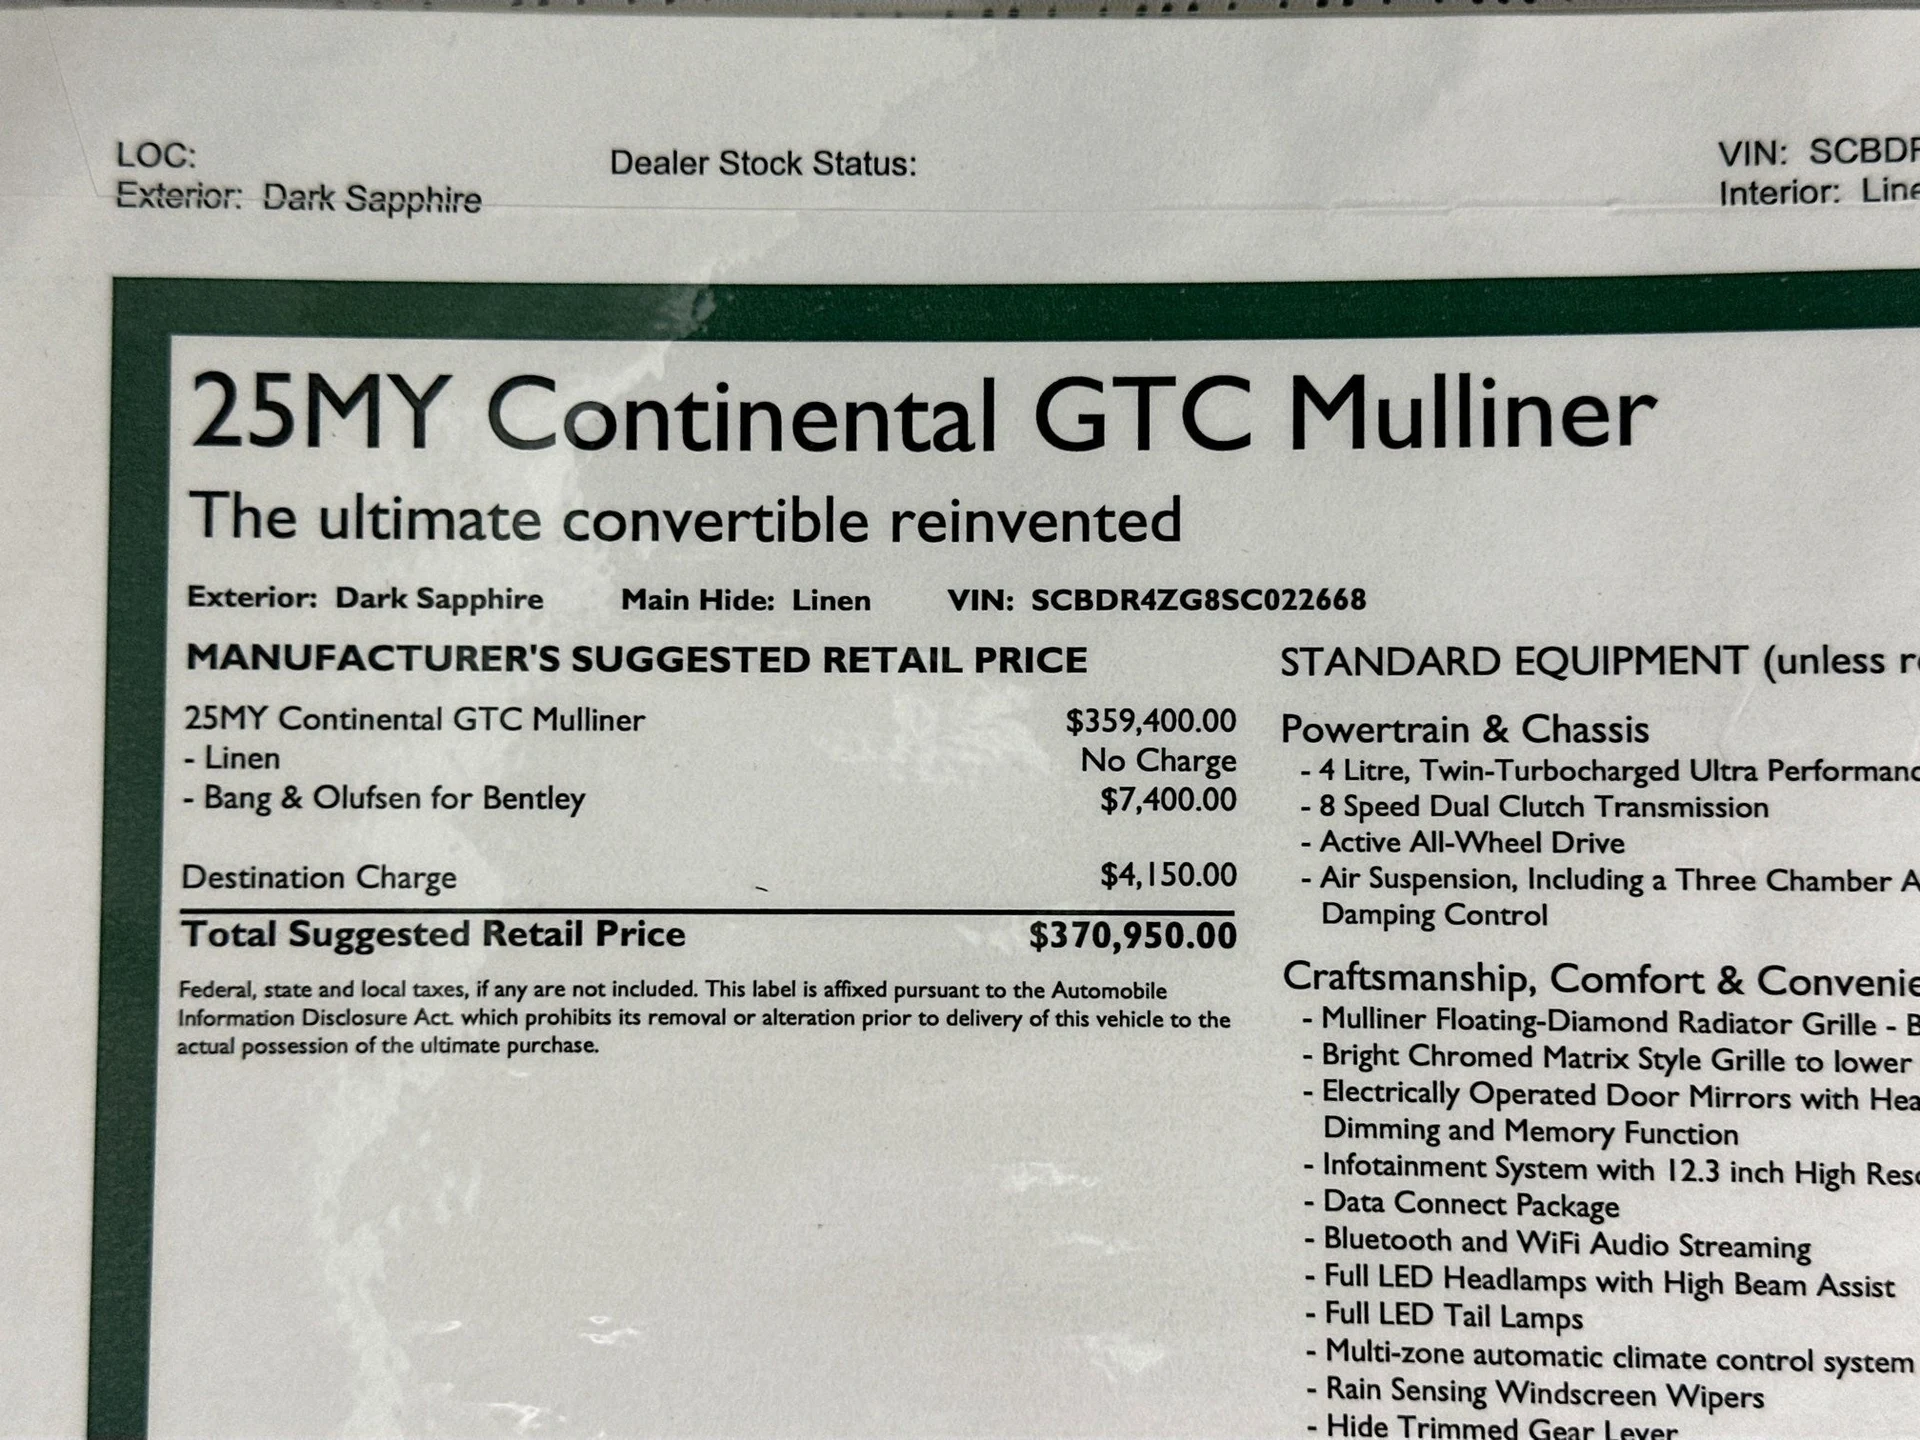 LOC:
Dealer Stock Status:
VIN: SCBDR
Exterior: Dark Sapphire
Interior: Line
25MY Continental GTC Mulliner
The ultimate convertible reinvented
Exterior: Dark Sapphire Main Hide: Linen VIN: SCBDR4ZG8SC022668
MANUFACTURER'S SUGGESTED RETAIL PRICE
25MY Continental GTC Mulliner $359,400.00
- Linen No Charge
- Bang & Olufsen for Bentley $7,400.00
Destination Charge $4,150.00
Total Suggested Retail Price $370,950.00
Federal, state and local taxes, if any are not included. This label is affixed pursuant to the Automobile
Information Disclosure Act. which prohibits its removal or alteration prior to delivery of this vehicle to the
actual possession of the ultimate purchase.
STANDARD EQUIPMENT (unless r
Powertrain & Chassis
- 4 Litre, Twin-Turbocharged Ultra Performanc
- 8 Speed Dual Clutch Transmission
- Active All-Wheel Drive
- Air Suspension, Including a Three Chamber A
Damping Control
Craftsmanship, Comfort & Convenie
- Mulliner Floating-Diamond Radiator Grille - B
- Bright Chromed Matrix Style Grille to lower
- Electrically Operated Door Mirrors with Hea
Dimming and Memory Function
- Infotainment System with 12.3 inch High Reso
- Data Connect Package
- Bluetooth and WiFi Audio Streaming
- Full LED Headlamps with High Beam Assist
- Full LED Tail Lamps
- Multi-zone automatic climate control system
- Rain Sensing Windscreen Wipers
- Hide Trimmed Gear Lever